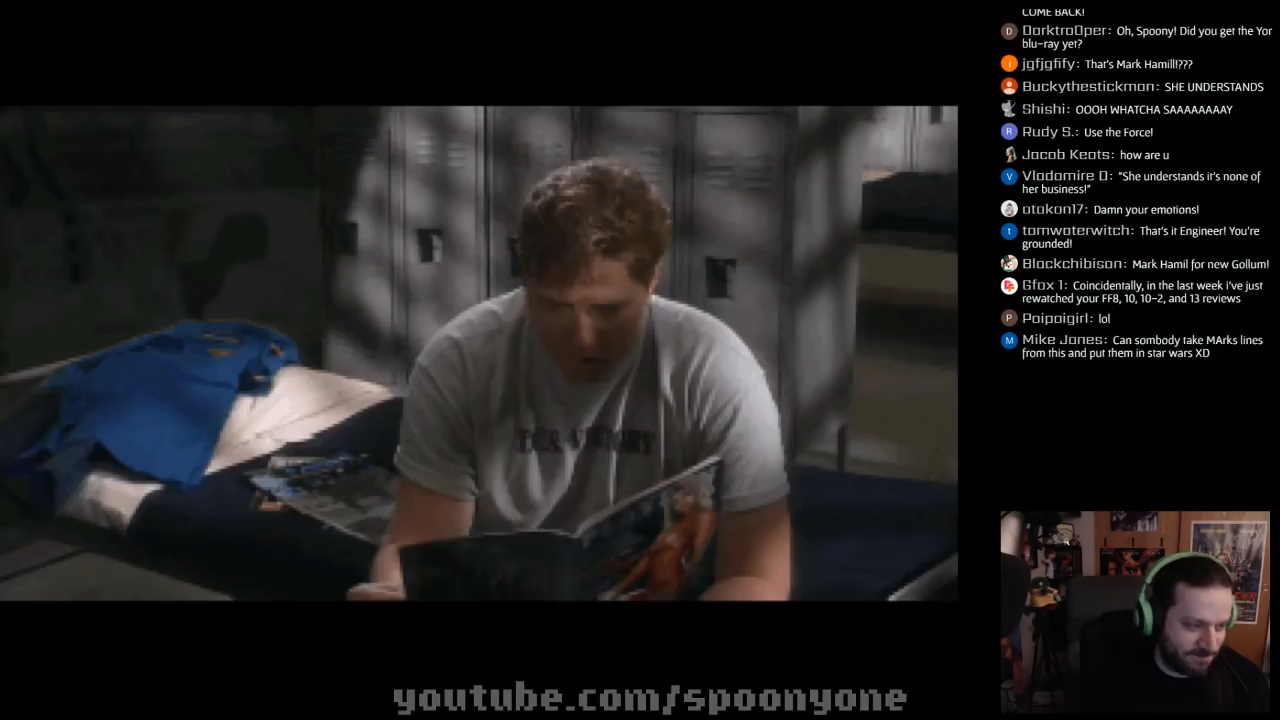 COME BACK!
DarktroOper: Oh, Spoony! Did you get the Yor
blu-ray yet?
jgfjgfify: That's Mark Hamill!???
Buckythestickman: SHE UNDERSTANDS
Shishi: OOOH WHATCHA SAAAAAAAY
R Rudy S.: Use the Force!
Jacob Keats: how are u
V Vladamire D: "She understands it's none of
her business!"
otakon17: Damn your emotions!
t tomwaterwitch: That's it Engineer! You're
grounded!
Blackchibison: Mark Hamil for new Gollum!
Gfox 1: Coincidentally, in the last week i've just
rewatched your FF8, 10, 10-2, and 13 reviews
P Paipaigirl: lol
M Mike Jones: Can sombody take MArks lines
from this and put them in star wars XD
youtube.com/spoonyone